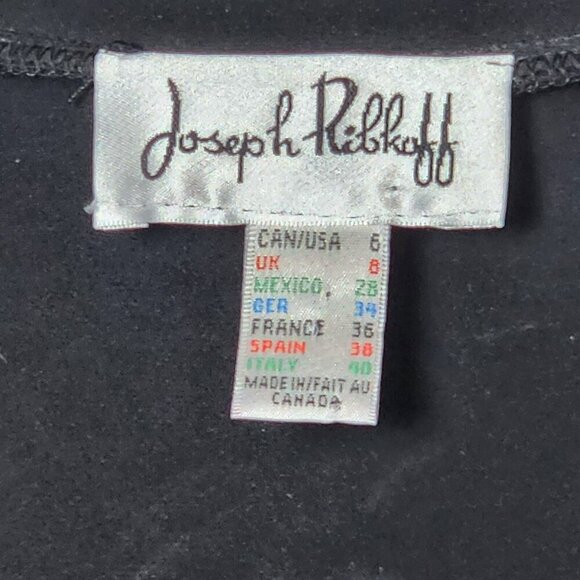 Joseph Ribkoff
CAN/USA 6
UK 8
MEXICO 28
GER 34
FRANCE 36
SPAIN 38
ITALY 40
MADE IN/FAIT AU
CANADA